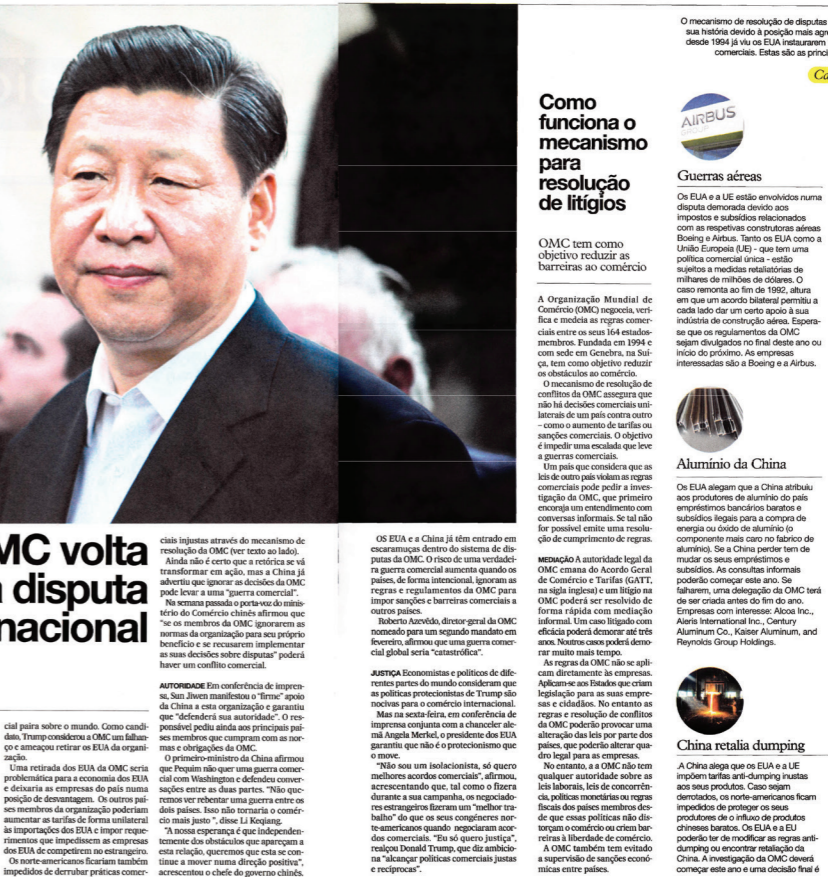 MC volta
disputa
nacional
cial paira sobre o mundo. Como candi-
dato, Trump considerou a OMC um falhan-
ço e ameaçou retirar os EUA da organi-
zação.
Uma retirada dos EUA da OMC seria
problemática para a economia dos EUA
e deixaria as empresas do país numa
posição de desvantagem. Os outros paí-
ses membros da organização poderiam
aumentar as tarifas de forma unilateral
às importações dos EUA e impor reque-
rimentos que impedissem as empresas
dos EUA de competirem no estrangeiro.
Os norte-americanos ficariam também
impedidos de derrubar práticas comer-
ciais injustas através do mecanismo de
resolução da OMC (ver texto ao lado).
Ainda não é certo que a retórica se vá
transformar em ação, mas a China já
advertiu que ignorar as decisões da OMC
pode levar a uma "guerra comercial".
Na semana passada o porta-voz do minis-
tério do Comércio chinês afirmou que
"se os membros da OMC ignorarem as
normas da organização para seu próprio
benefício e se recusarem implementar
as suas decisões sobre disputas" poderá
haver um conflito comercial.
AUTORIDADE Em conferência de impren-
sa, Sun Jiwen manifestou o "firme" apoio
da China a esta organização e garantiu
que "defenderá sua autoridade". O res-
ponsável pediu ainda aos principais paí-
ses membros que cumpram com as nor-
mas e obrigações da OMC.
O primeiro-ministro da China afirmou
que Pequim não quer uma guerra comer-
cial com Washington e defendeu conver-
sações entre as duas partes. "Não que-
remos ver rebentar uma guerra entre os
dois países. Isso não tornaria o comér-
cio mais justo ", disse Li Keqiang.
"A nossa esperança é que independen-
temente dos obstáculos que apareçam a
esta relação, queremos que esta se con-
tinue a mover numa direção positiva",
acrescentou o chefe do governo chinês.
OS EUA e a China já têm entrado em
escaramuças dentro do sistema de dis-
putas da OMC. O risco de uma verdadei-
ra guerra comercial aumenta quando os
países, de forma intencional, ignoram as
regras e regulamentos da OMC para
impor sanções e barreiras comerciais a
outros países.
Roberto Azevêdo, diretor-geral da OMC
nomeado para um segundo mandato em
fevereiro, afirmou que uma guerra comer-
cial global seria "catastrófica".
JUSTIÇA Economistas e políticos de dife-
rentes partes do mundo consideram que
as políticas protecionistas de Trump são
nocivas para o comércio internacional.
Mas na sexta-feira, em conferência de
imprensa conjunta com a chanceler ale-
mã Angela Merkel, o presidente dos EUA
garantiu que não é o protecionismo que
o move.
"Não sou um isolacionista, só quero
melhores acordos comerciais", afirmou,
acrescentando que, tal como o fizera
durante a sua campanha, os negociado-
res estrangeiros fizeram um "melhor tra-
balho" do que os seus congéneres nor-
te-americanos quando negociaram acor-
dos comerciais. "Eu só quero justiça",
realçou Donald Trump, que diz ambicio-
na "alcançar políticas comerciais justas
e recíprocas".
Como
funciona o
mecanismo
para
resolução
de litígios
OMC tem como
objetivo reduzir as
barreiras ao comércio
A Organização Mundial de
Comércio (OMC) negoceia, veri-
fica e medeia as regras comer-
ciais entre os seus 164 estados-
membros. Fundada em 1994 e
com sede em Genebra, na Suí-
ça, tem como objetivo reduzir
os obstáculos ao comércio.
O mecanismo de resolução de
conflitos da OMC assegura que
não há decisões comerciais uni-
laterais de um país contra outro
– como o aumento de tarifas ou
sanções comerciais. O objetivo
é impedir uma escalada que leve
a guerras comerciais.
Um país que considera que as
leis de outro país violam as regras
comerciais pode pedir a inves-
tigação da OMC, que primeiro
encoraja um entendimento com
conversas informais. Se tal não
for possível emite uma resolu-
ção de cumprimento de regras.
MEDIAÇÃO A autoridade legal da
OMC emana do Acordo Geral
de Comércio e Tarifas (GATT,
na sigla inglesa) e um litígio na
OMC poderá ser resolvido de
forma rápida com mediação
informal. Um caso litigado com
eficácia poderá demorar até três
anos. Noutros casos poderá demo-
rar muito mais tempo.
As regras da OMC não se apli-
cam directamente às empresas.
Aplicam-se aos Estados que criam
legislação para as suas empre-
sas e cidadãos. No entanto as
regras e resolução de conflitos
da OMC poderão provocar uma
alteração das leis por parte dos
países, que poderão alterar qua-
dro legal para as empresas.
No entanto, a a OMC não tem
qualquer autoridade sobre as
leis laborais, leis de concorrên-
cia, políticas monetárias ou regras
fiscais dos países membros des-
de que essas políticas não dis-
torçam o comércio ou criem bar-
reiras à liberdade de comércio.
A OMC também tem evitado
a supervisão de sanções econó-
micas entre países.
O mecanismo de resolução de disputas
sua história devido à posição mais agre
desde 1994 já viu os EUA instaurarem
comerciais. Estas são as princi
AIRBUS
GROUP
Guerras aéreas
Os EUA e a UE estão envolvidos numa
disputa demorada devido aos
impostos e subsídios relacionados
com as respetivas construtoras aéreas
Boeing e Airbus. Tanto os EUA como a
União Europeia (UE) - que tem uma
política comercial única - estão
sujeitos a medidas retaliatórias de
milhares de milhões de dólares. O
caso remonta ao fim de 1992, altura
em que um acordo bilateral permitiu a
cada lado dar um certo apoio à sua
indústria de construção aérea. Espera-
se que os regulamentos da OMC
sejam divulgados no final deste ano ou
início do próximo. As empresas
interessadas são a Boeing e a Airbus.
Alumínio da China
Os EUA alegam que a China atribuiu
aos produtores de alumínio do país
empréstimos bancários baratos e
subsídios ilegais para a compra de
energia ou óxido de alumínio (o
componente mais caro no fabrico de
alumínio). Se a China perder tem de
mudar os seus empréstimos e
subsídios. As consultas informais
poderão começar este ano. Se
falharem, uma delegação da OMC terá
de ser criada antes do fim do ano.
Empresas com interesse: Alcoa Inc.,
Aleris International Inc., Century
Aluminum Co., Kaiser Aluminum, and
Reynolds Group Holdings.
China retalia dumping
.A China alega que os EUA e a UE
impõem tarifas anti-dumping inustas
aos seus produtos. Caso sejam
derrotados, os norte-americanos ficam
impedidos de proteger os seus
produtores de o influxo de produtos
chineses baratos. Os EUA e a EU
poderão ter de modificar as regras anti-
dumping ou encontrar retaliação da
China. A investigação da OMC deverá
começar este ano e uma decisão final é